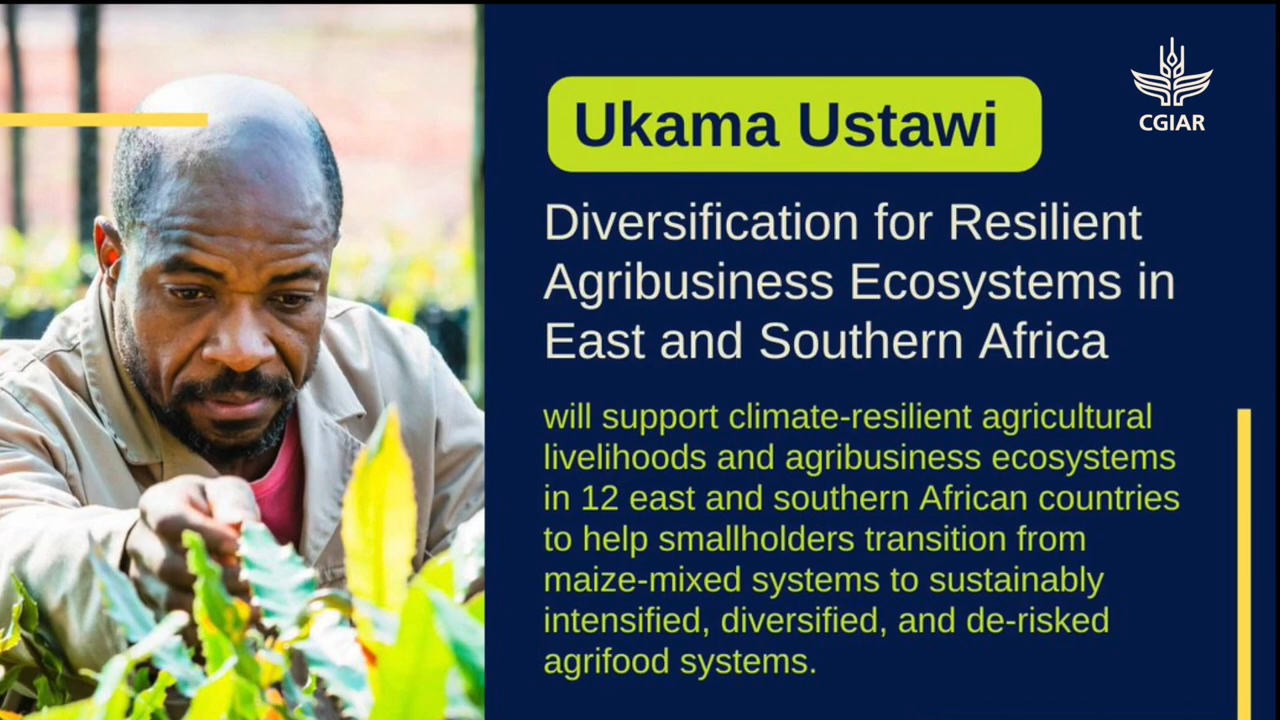 Ukama Ustawi
CGIAR
Diversification for Resilient
Agribusiness Ecosystems in
East and Southern Africa
will support climate-resilient agricultural
livelihoods and agribusiness ecosystems
in 12 east and southern African countries
to help smallholders transition from
maize-mixed systems to sustainably
intensified, diversified, and de-risked
agrifood systems.